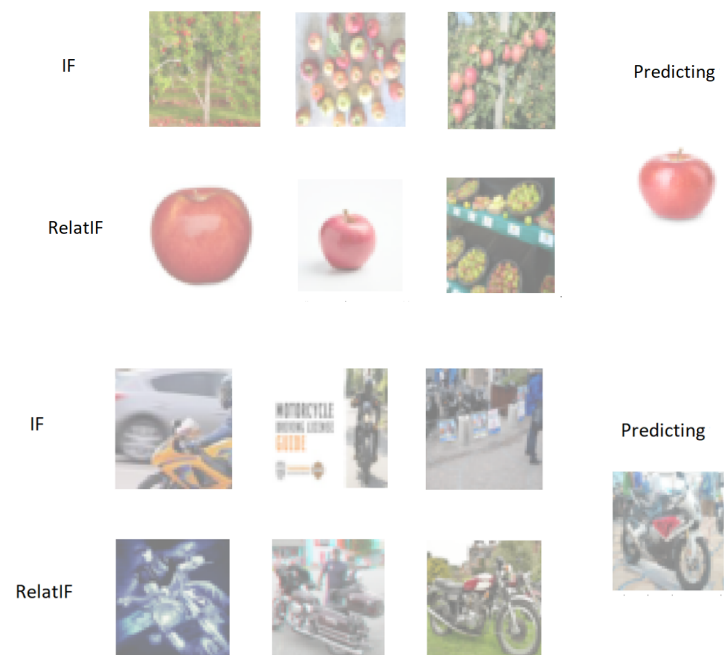 IF
Predicting
RelatIF
IF
MOTORCYCLE
DRIVING LICENSE
GUIDE
Predicting
RelatIF